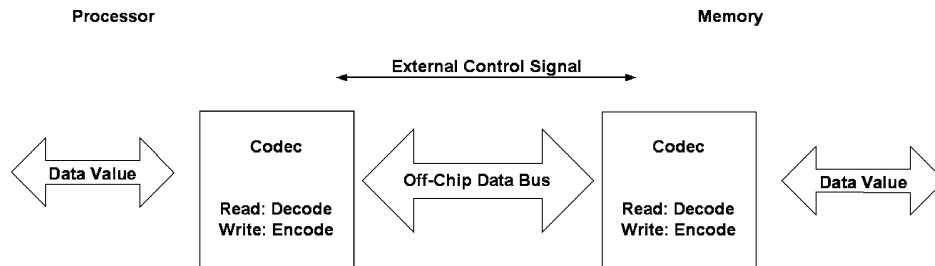 Processor
Memory
External Control Signal
Codec
Codec
Data Value
Off-Chip Data Bus
Data Value
Read: Decode
Write: Encode
Read: Decode
Write: Encode